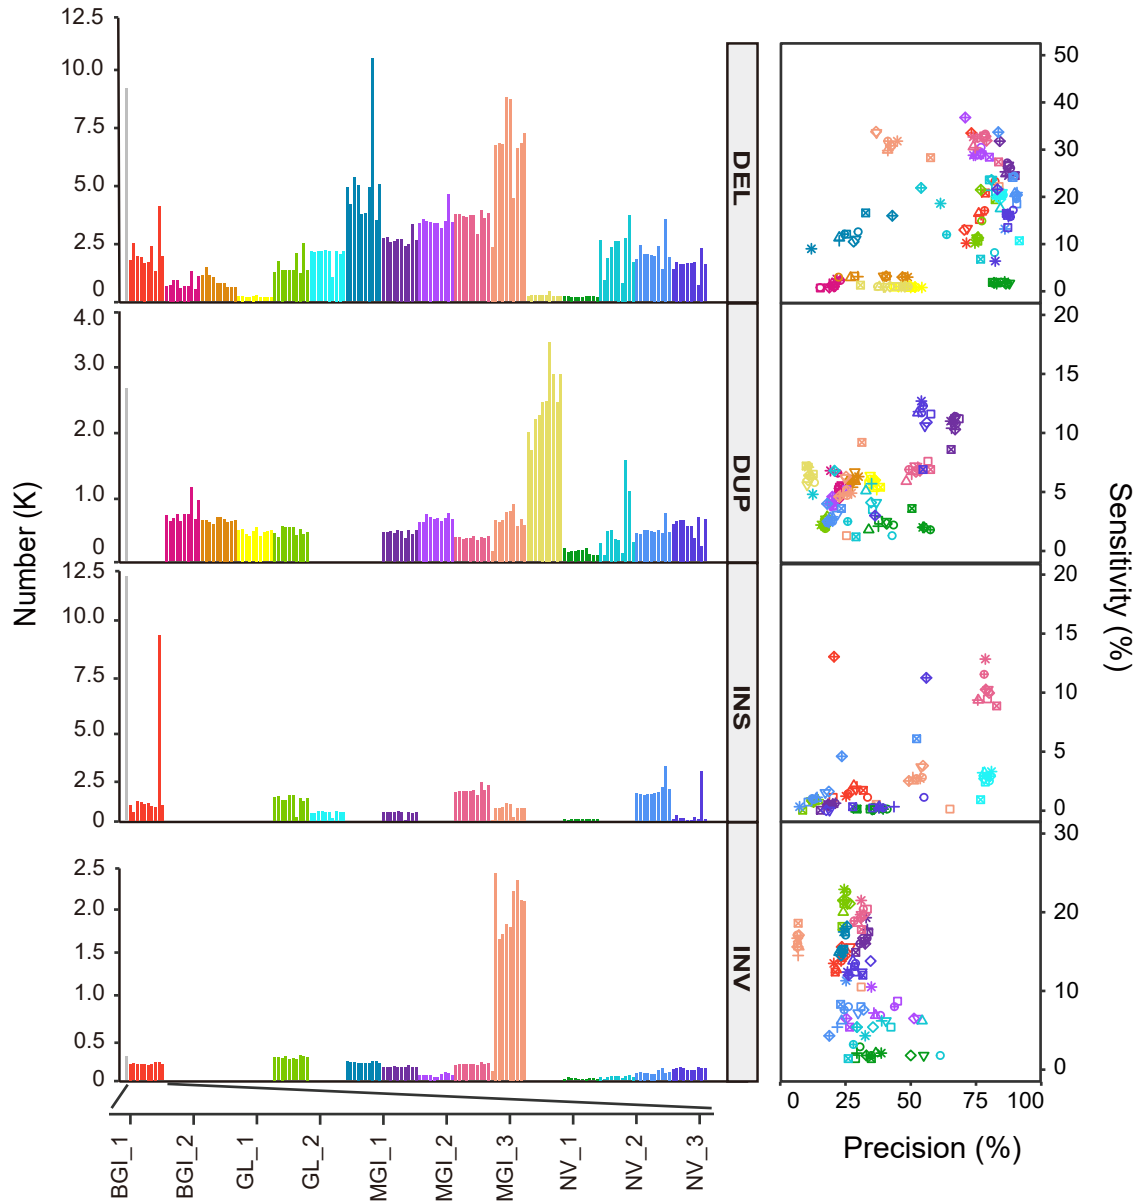 Number (K)
12.5
10.0
7.5
5.0
2.5
0
DEL
50
40
30
20
10
0
4.0
3.0
2.0
1.0
0
DUP
20
15
10
5
0
12.5
10.0
7.5
5.0
2.5
0
INS
20
15
10
5
0
2.5
2.0
1.5
1.0
0.5
0
INV
30
20
10
0
Sensitivity (%)
0 25 50 75 100
Precision (%)
BGI_1
BGI_2
GL_1
GL_2
MGI_1
MGI_2
MGI_3
NV_1
NV_2
NV_3